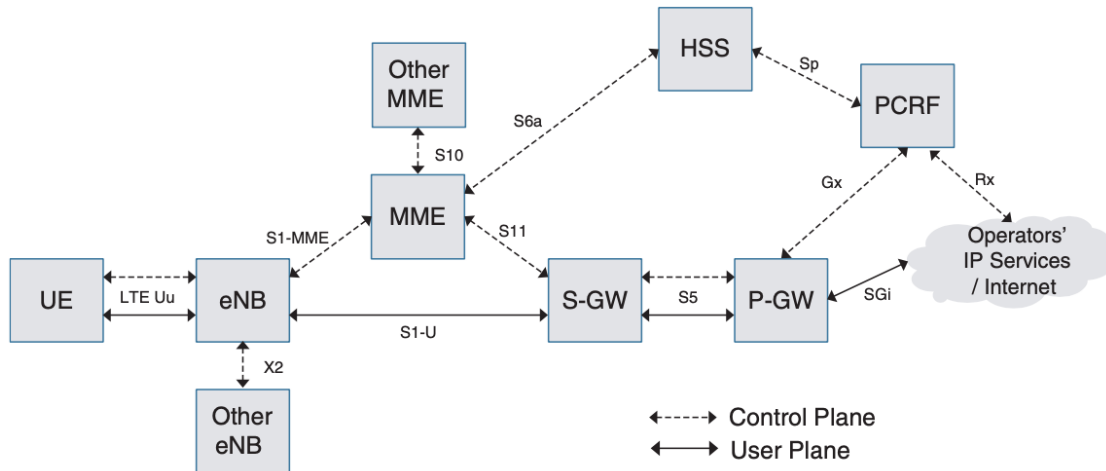 HSS
Other
MME
Sp
PCRF
S6a
S10
MME
Gx
Rx
S1-MME
S11
Operators'
IP Services
/ Internet
UE
LTE Uu
eNB
S-GW
S5
P-GW
SGi
S1-U
X2
Other
eNB
Control Plane
User Plane